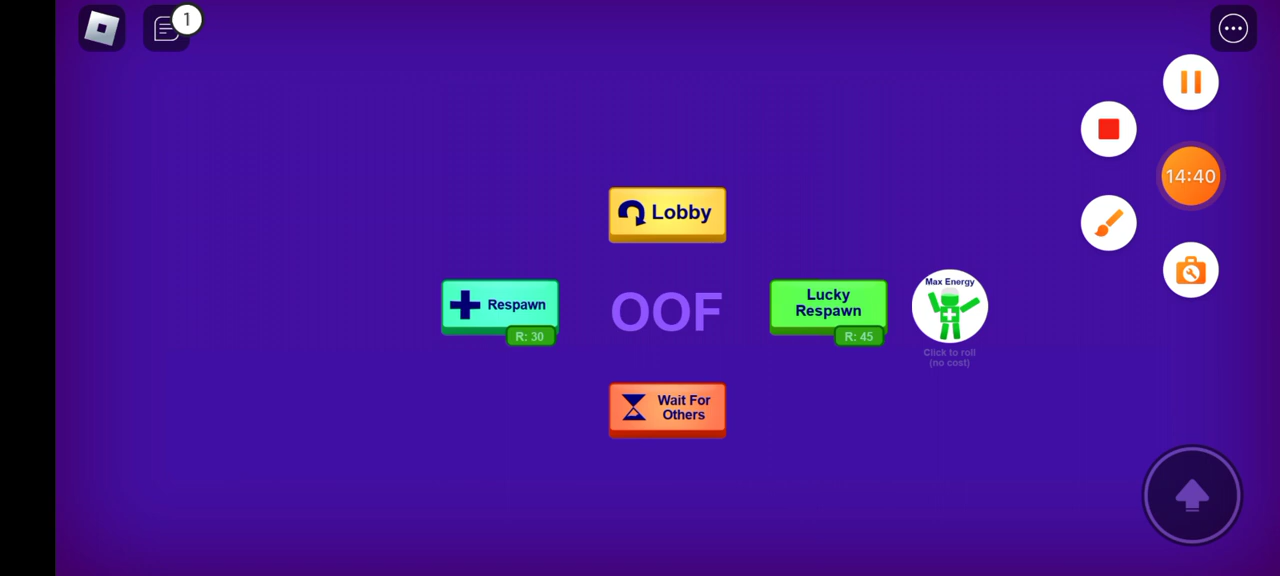 1
14:40
Lobby
Respawn
R: 30
OOF
Lucky
Respawn
R: 45
Max Energy
Click to roll
(no cost)
Wait For
Others